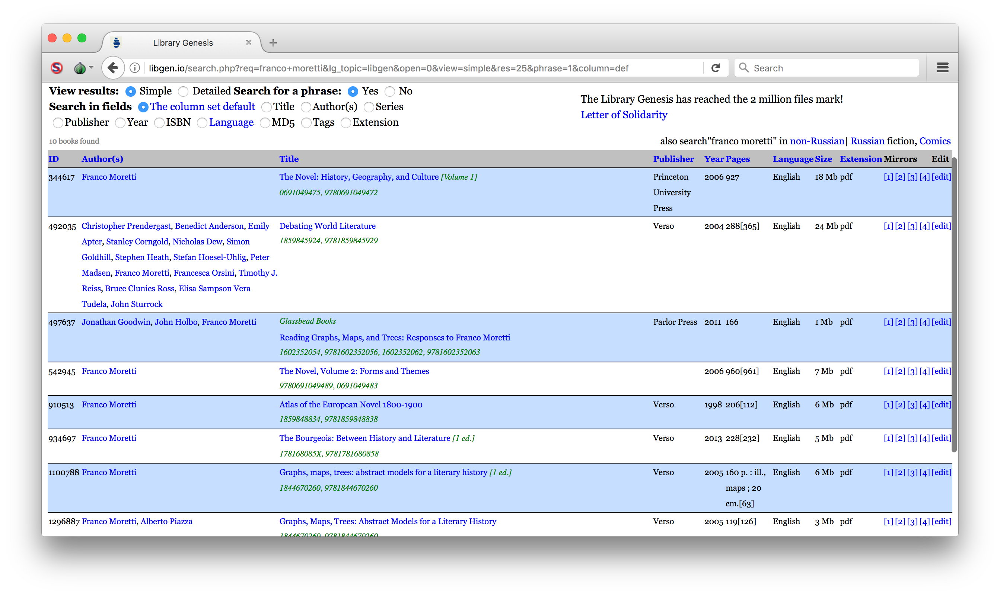 Library Genesis
libgen.io/search.php?req=franco+moretti&lg_topic=libgen&open=0&view=simple&res=25&phrase=1&column=def
Search
View results: Simple Detailed Search for a phrase: Yes No
Search in fields The column set default Title Author(s) Series
Publisher Year ISBN Language MD5 Tags Extension
The Library Genesis has reached the 2 million files mark!
Letter of Solidarity
10 books found
also search"franco moretti" in non-Russian| Russian fiction, Comics
ID Author(s) Title Publisher Year Pages Language Size Extension Mirrors Edit
344617 Franco Moretti The Novel: History, Geography, and Culture [Volume 1] Princeton 2006 927 English 18 Mb pdf [1] [2] [3] [4] [edit]
0691049475, 9780691049472 University
Press
492035 Christopher Prendergast, Benedict Anderson, Emily Debating World Literature Verso 2004 288[365] English 24 Mb pdf [1] [2] [3] [4] [edit]
Apter, Stanley Corngold, Nicholas Dew, Simon 1859845924, 9781859845929
Goldhill, Stephen Heath, Stefan Hoesel-Uhlig, Peter
Madsen, Franco Moretti, Francesca Orsini, Timothy J.
Reiss, Bruce Clunies Ross, Elisa Sampson Vera
Tudela, John Sturrock
497637 Jonathan Goodwin, John Holbo, Franco Moretti Glassbead Books Parlor Press 2011 166 English 1 Mb pdf [1] [2] [3] [4] [edit]
Reading Graphs, Maps, and Trees: Responses to Franco Moretti
1602352054, 9781602352056, 1602352062, 9781602352063
542945 Franco Moretti The Novel, Volume 2: Forms and Themes 2006 960[961] English 7 Mb pdf [1] [2] [3] [4] [edit]
9780691049489, 0691049483
910513 Franco Moretti Atlas of the European Novel 1800-1900 Verso 1998 206[112] English 6 Mb pdf [1] [2] [3] [4] [edit]
1859848834, 9781859848838
934697 Franco Moretti The Bourgeois: Between History and Literature [1 ed.] Verso 2013 228[232] English 5 Mb pdf [1] [2] [3] [4] [edit]
178168085X, 9781781680858
1100788 Franco Moretti Graphs, maps, trees: abstract models for a literary history [1 ed.] Verso 2005 160 p. : ill., English 6 Mb pdf [1] [2] [3] [4] [edit]
1844670260, 9781844670260 maps ; 20
cm.[63]
1296887 Franco Moretti, Alberto Piazza Graphs, Maps, Trees: Abstract Models for a Literary History Verso 2005 119[126] English 3 Mb pdf [1] [2] [3] [4] [edit]
1844670260, 9781844670260